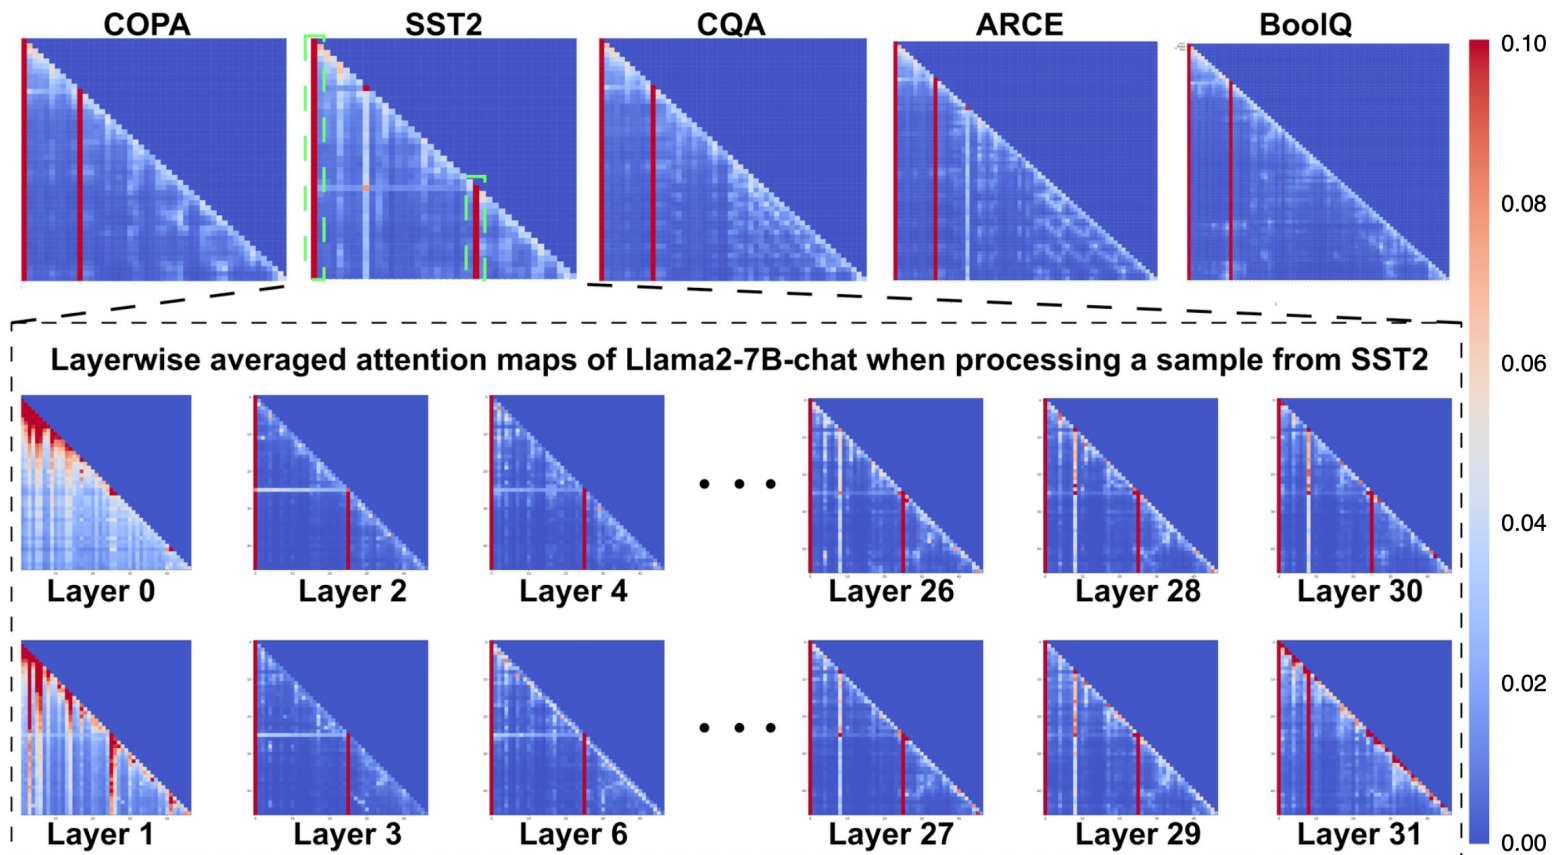 COPA SST2 CQA ARCE BoolQ
0.10
0.08
0.06
0.04
0.02
0.00
Layerwise averaged attention maps of Llama2-7B-chat when processing a sample from SST2
Layer 0 Layer 2 Layer 4 Layer 26 Layer 28 Layer 30
Layer 1 Layer 3 Layer 6 Layer 27 Layer 29 Layer 31